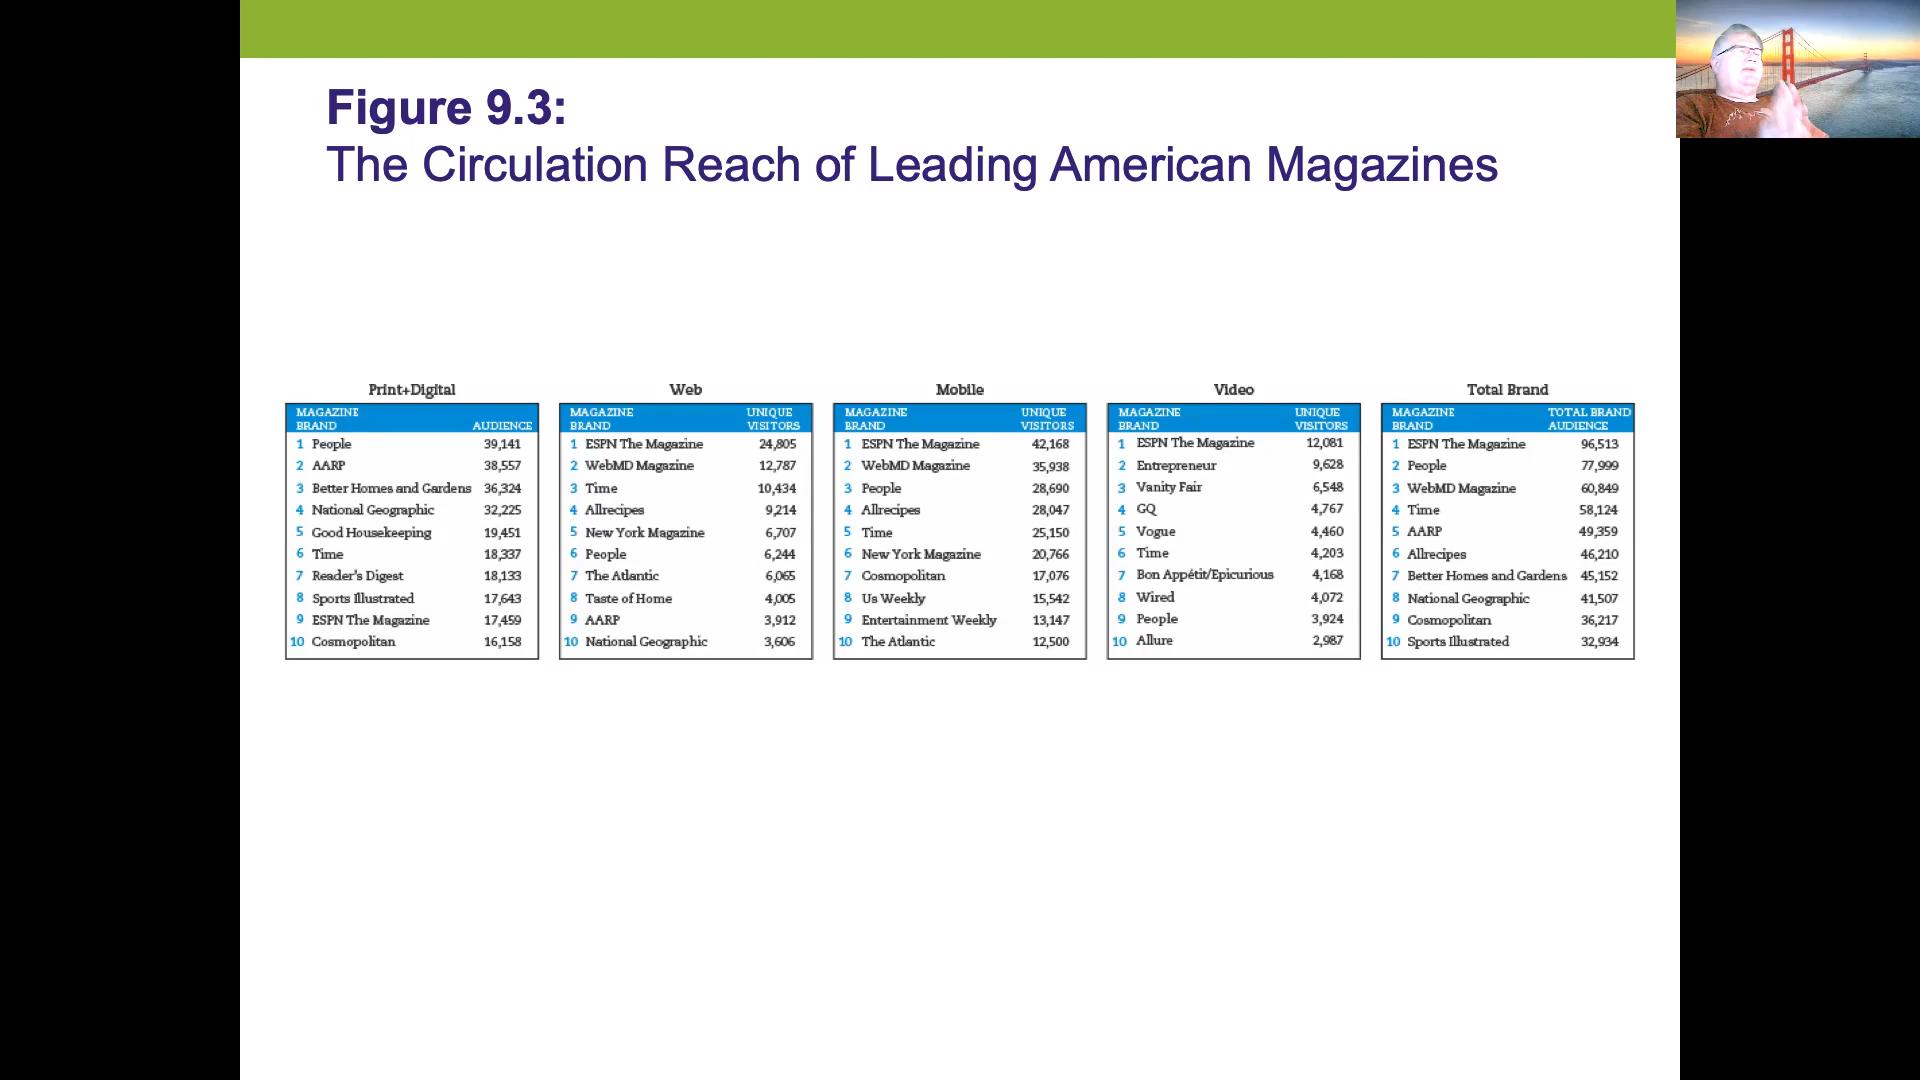 Figure 9.3:
The Circulation Reach of Leading American Magazines
Print+Digital
MAGAZINE
BRAND AUDIENCE
1 People 39,141
2 AARP 38,557
3 Better Homes and Gardens 36,324
4 National Geographic 32,225
5 Good Housekeeping 19,451
6 Time 18,337
7 Reader's Digest 18,133
8 Sports Illustrated 17,643
9 ESPN The Magazine 17,459
10 Cosmopolitan 16,158
Web
MAGAZINE UNIQUE
BRAND VISITORS
1 ESPN The Magazine 24,805
2 WebMD Magazine 12,787
3 Time 10,434
4 Allrecipes 9,214
5 New York Magazine 6,707
6 People 6,244
7 The Atlantic 6,065
8 Taste of Home 4,005
9 AARP 3,912
10 National Geographic 3,606
Mobile
MAGAZINE UNIQUE
BRAND VISITORS
1 ESPN The Magazine 42,168
2 WebMD Magazine 35,938
3 People 28,690
4 Allrecipes 28,047
5 Time 25,150
6 New York Magazine 20,766
7 Cosmopolitan 17,076
8 Us Weekly 15,542
9 Entertainment Weekly 13,147
10 The Atlantic 12,500
Video
MAGAZINE UNIQUE
BRAND VISITORS
1 ESPN The Magazine 12,081
2 Entrepreneur 9,628
3 Vanity Fair 6,548
4 GQ 4,767
5 Vogue 4,460
6 Time 4,203
7 Bon Appétit/Epicurious 4,168
8 Wired 4,072
9 People 3,924
10 Allure 2,987
Total Brand
MAGAZINE TOTAL BRAND
BRAND AUDIENCE
1 ESPN The Magazine 96,513
2 People 77,999
3 WebMD Magazine 60,849
4 Time 58,124
5 AARP 49,359
6 Allrecipes 46,210
7 Better Homes and Gardens 45,152
8 National Geographic 41,507
9 Cosmopolitan 36,217
10 Sports Illustrated 32,934